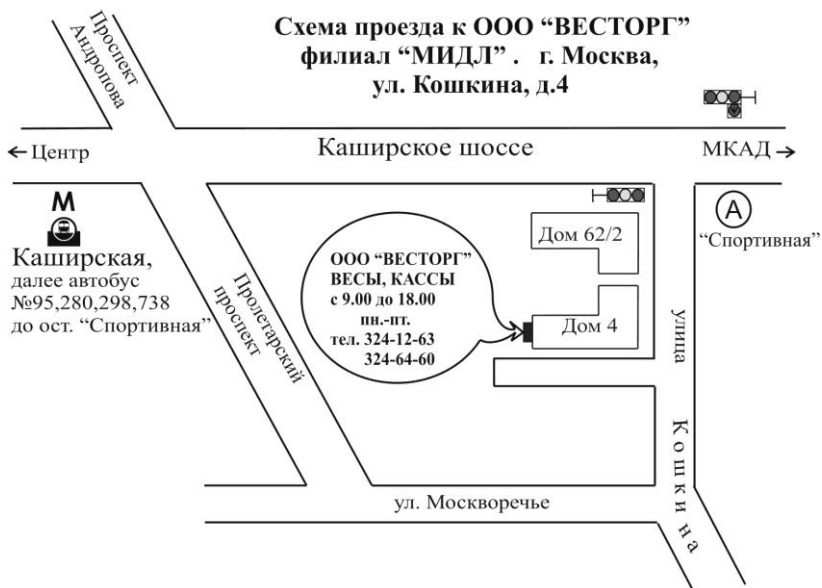 Схема проезда к ООО “ВЕСТОРГ”
филиал “МИДЛ” . г. Москва,
ул. Кошкина, д.4
Проспект
Андропова
← Центр
Каширское шоссе
МКАД →
М
Каширская,
далее автобус
№95,280,298,738
до ост. “Спортивная”
Пролетарский
проспект
ООО “ВЕСТОРГ”
ВЕСЫ, КАССЫ
с 9.00 до 18.00
пн.-пт.
тел. 324-12-63
324-64-60
Дом 62/2
Дом 4
А
“Спортивная”
улица Кошкина
ул. Москворечье